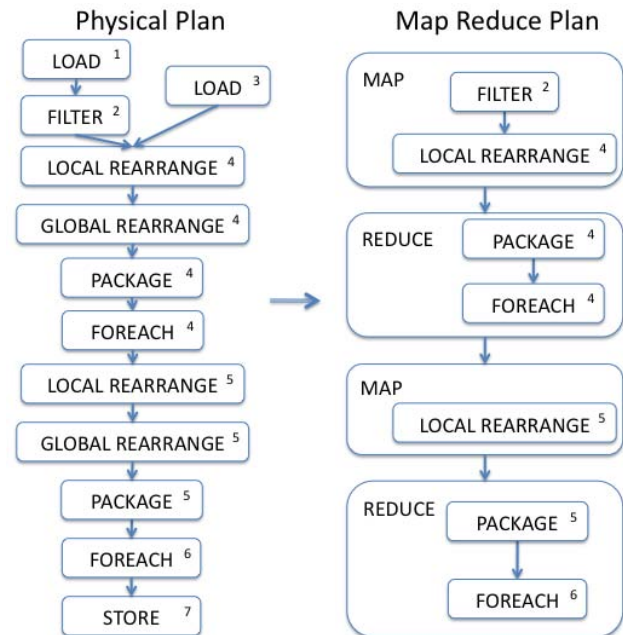 Physical Plan
LOAD 1
LOAD 3
FILTER 2
LOCAL REARRANGE 4
GLOBAL REARRANGE 4
PACKAGE 4
FOREACH 4
LOCAL REARRANGE 5
GLOBAL REARRANGE 5
PACKAGE 5
FOREACH 6
STORE 7
Map Reduce Plan
MAP
FILTER 2
LOCAL REARRANGE 4
REDUCE
PACKAGE 4
FOREACH 4
MAP
LOCAL REARRANGE 5
REDUCE
PACKAGE 5
FOREACH 6